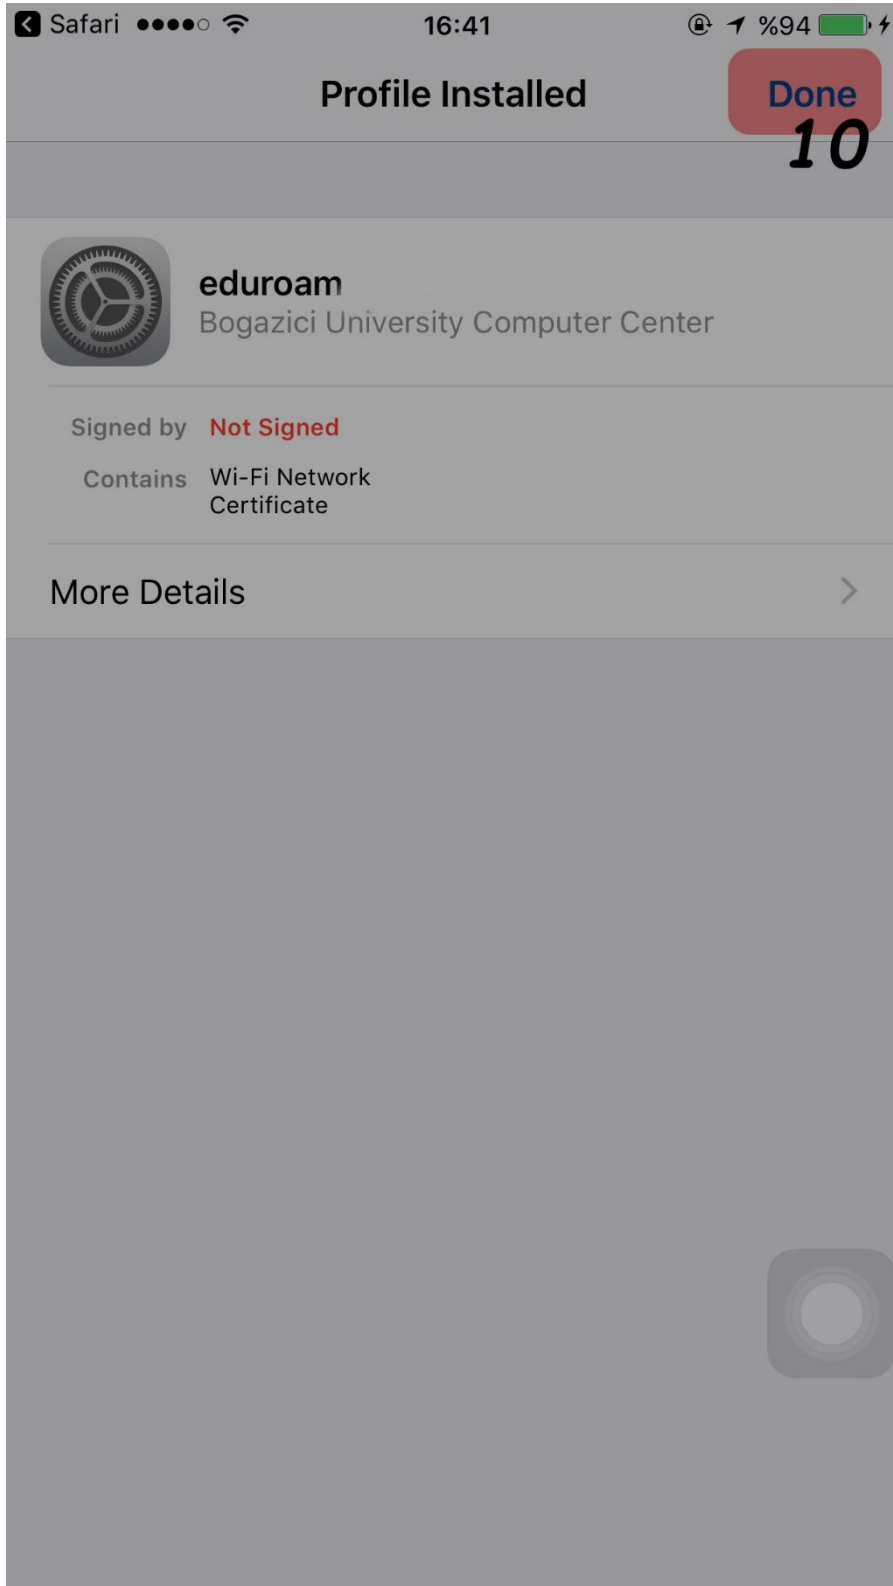 Safari 16:41 %94
Profile Installed Done
10
eduroam
Bogazici University Computer Center
Signed by Not Signed
Contains Wi-Fi Network
Certificate
More Details